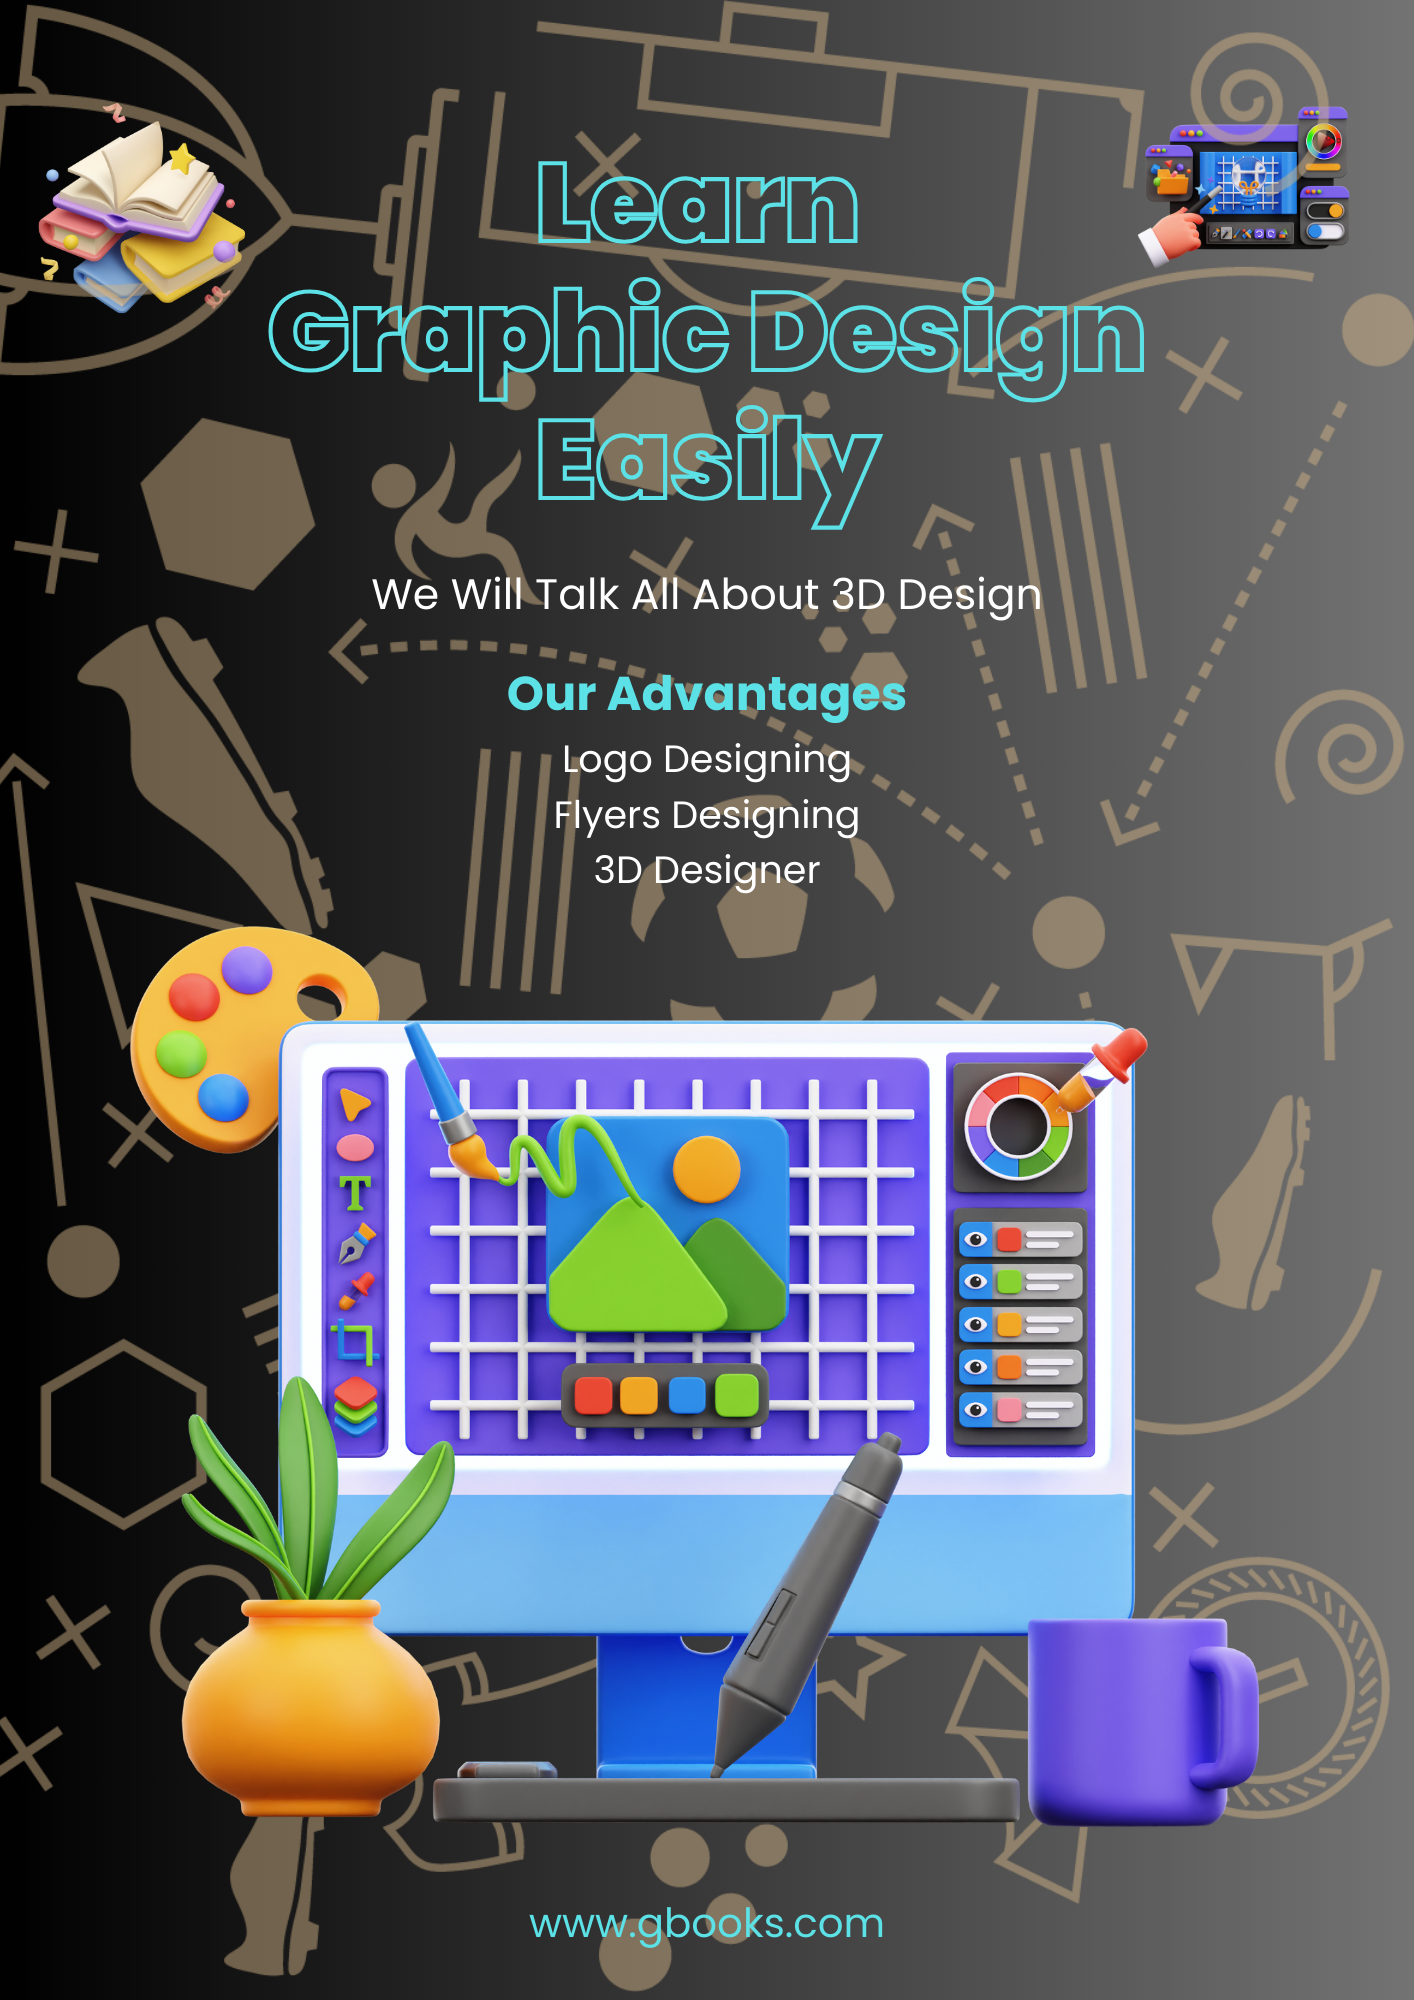 Learn
Graphic Design
Easily
We Will Talk All About 3D Design
Our Advantages
Logo Designing
Flyers Designing
3D Designer
T
www.gbooks.com